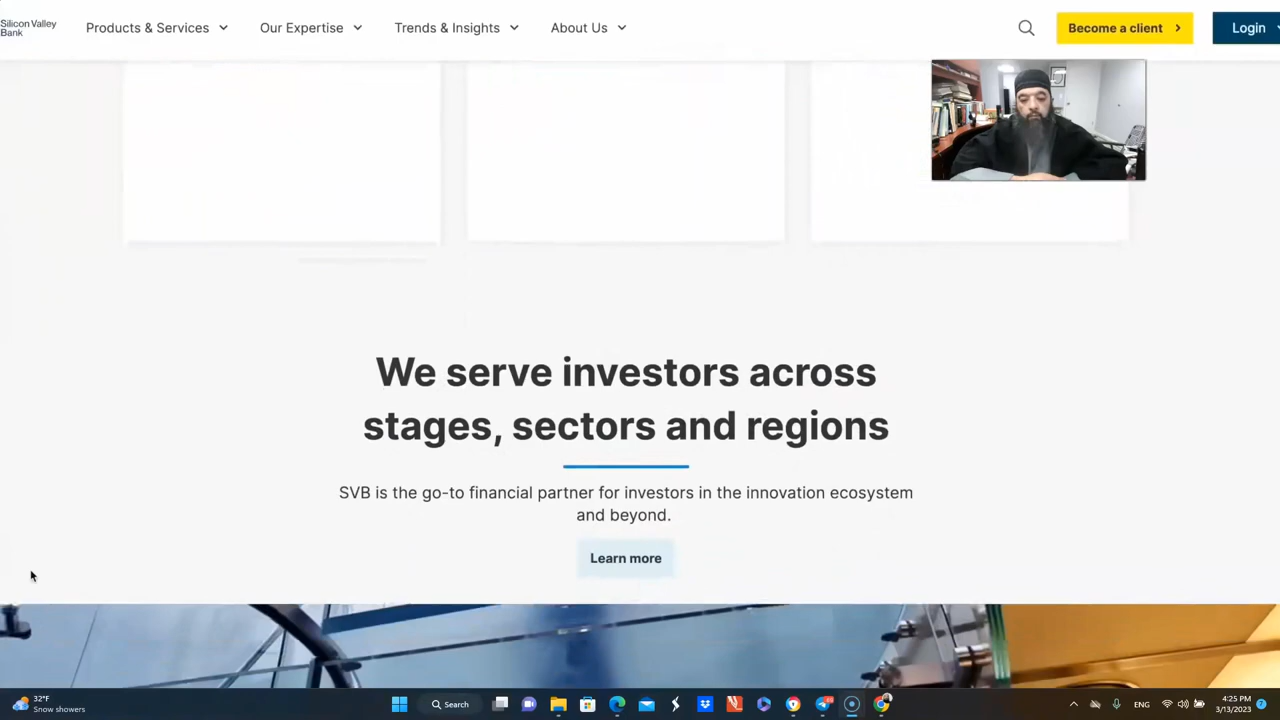 Silicon Valley
Bank
Products & Services
Our Expertise
Trends & Insights
About Us
Become a client
Login
We serve investors across
stages, sectors and regions
SVB is the go-to financial partner for investors in the innovation ecosystem
and beyond.
Learn more
32°F
Snow showers
Search
ENG
4:25 PM
3/13/2023